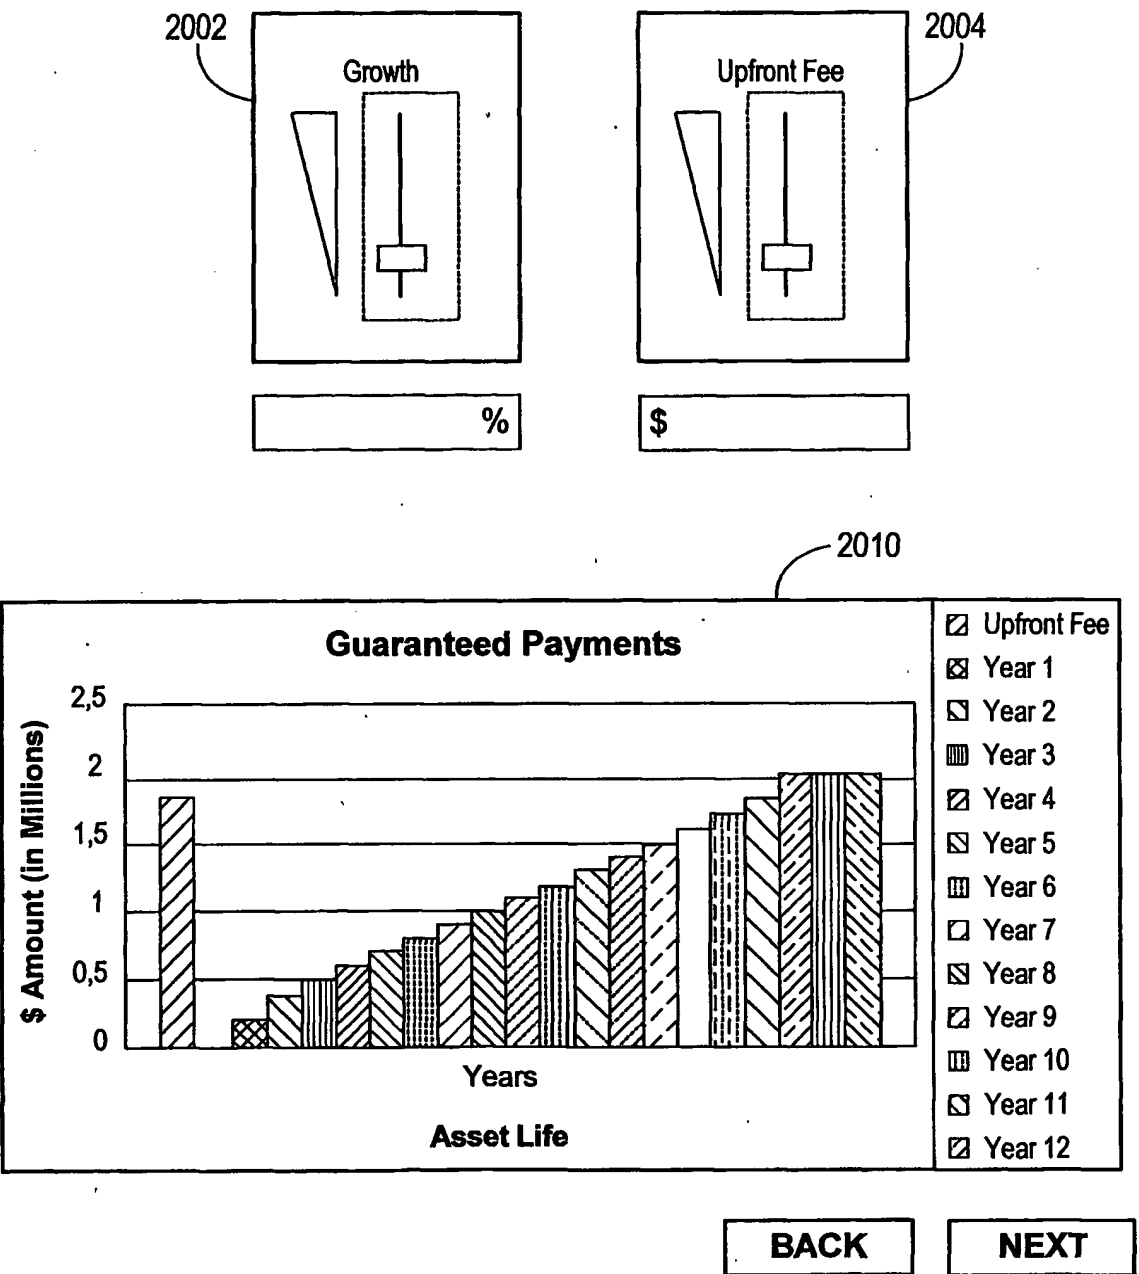 2002
2004
Growth
Upfront Fee
%
$
2010
Guaranteed Payments
$ Amount (in Millions)
2,5
2
1,5
1
0,5
0
Years
Asset Life
Upfront Fee
Year 1
Year 2
Year 3
Year 4
Year 5
Year 6
Year 7
Year 8
Year 9
Year 10
Year 11
Year 12
BACK
NEXT